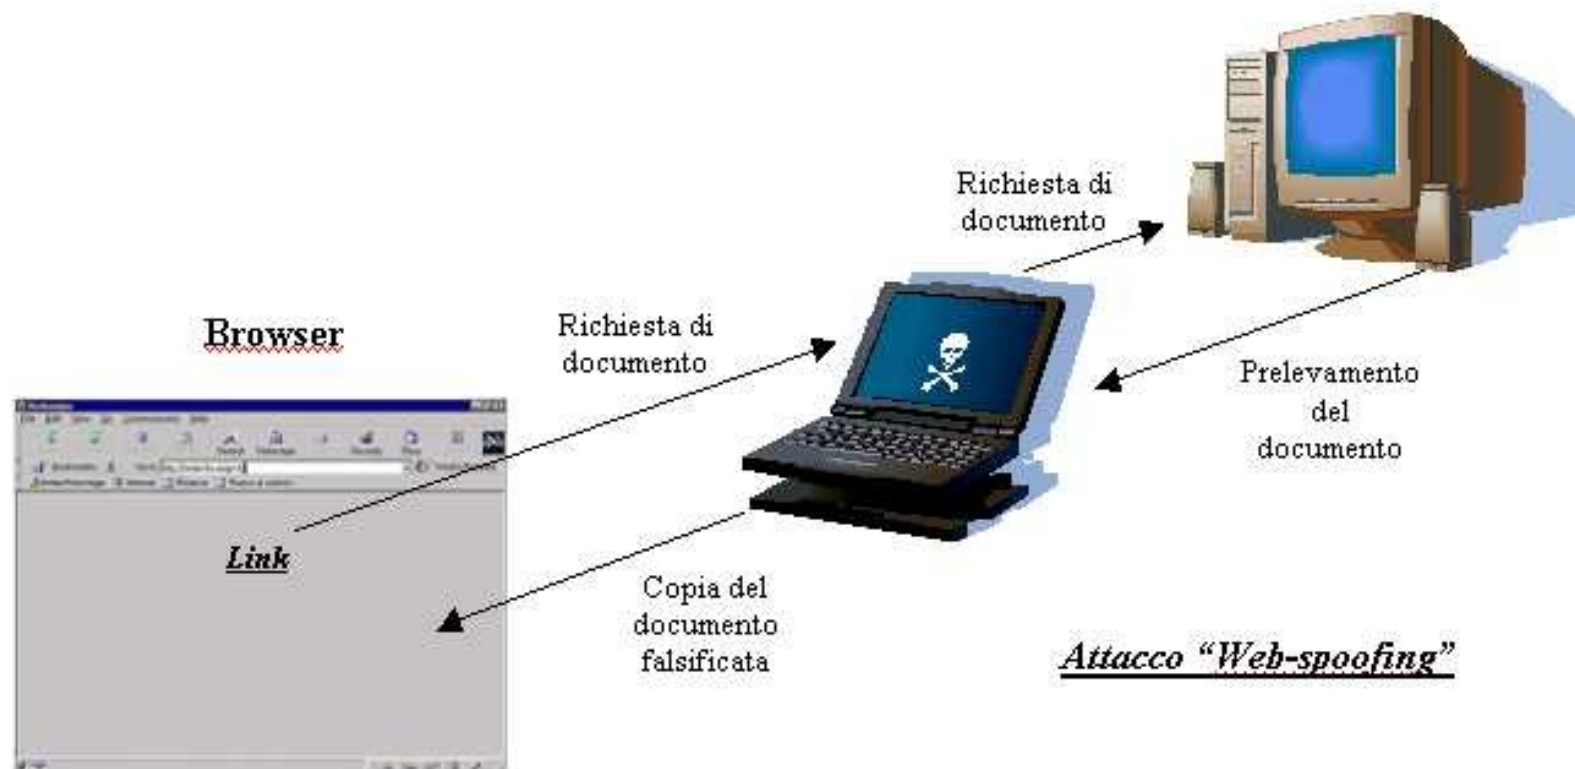 Richiesta di
documento
Browser
Richiesta di
documento
Prelevamento
del
documento
Link
Copia del
documento
falsificata
Attacco “Web-spoofing”